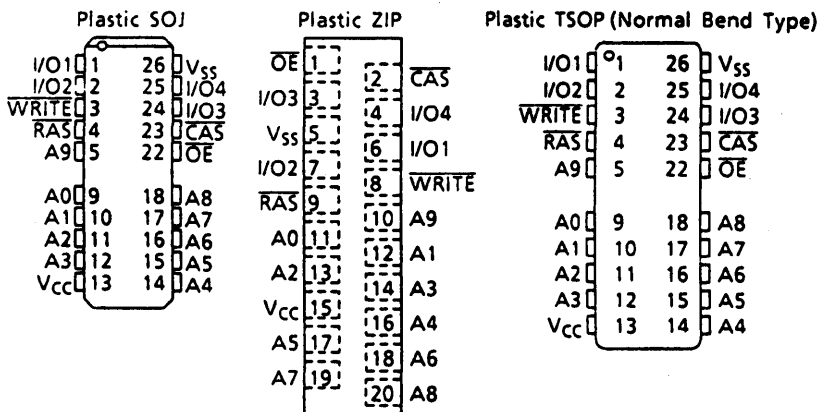 Plastic SOJ
I/O1 1 26 VSS
I/O2 2 25 I/O4
WRITE 3 24 I/O3
RAS 4 23 CAS
A9 5 22 OE
A0 9 18 A8
A1 10 17 A7
A2 11 16 A6
A3 12 15 A5
VCC 13 14 A4
Plastic ZIP
OE 1
2 CAS
I/O3 3
4 I/O4
VSS 5
6 I/O1
I/O2 7
8 WRITE
RAS 9
10 A9
A0 11
12 A1
A2 13
14 A3
VCC 15
16 A4
A5 17
18 A6
A7 19
20 A8
Plastic TSOP (Normal Bend Type)
I/O1 1 26 VSS
I/O2 2 25 I/O4
WRITE 3 24 I/O3
RAS 4 23 CAS
A9 5 22 OE
A0 9 18 A8
A1 10 17 A7
A2 11 16 A6
A3 12 15 A5
VCC 13 14 A4